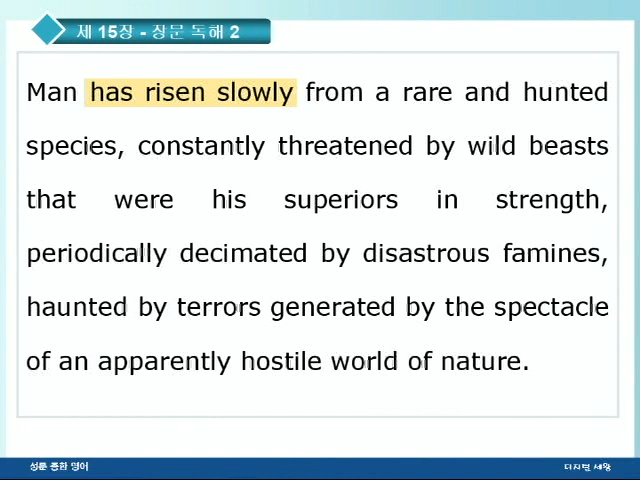 제 15장 - 장문 독해 2
Man has risen slowly from a rare and hunted
species, constantly threatened by wild beasts
that were his superiors in strength,
periodically decimated by disastrous famines,
haunted by terrors generated by the spectacle
of an apparently hostile world of nature.
성문 종합 영어
디지털 세왕